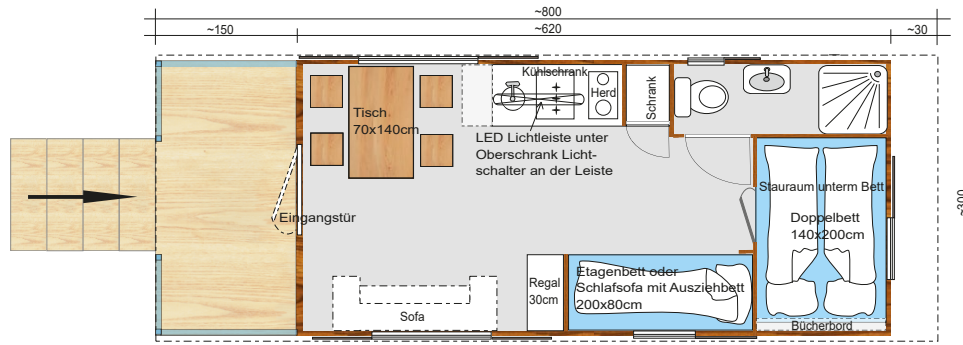 ~800
~150
~620
~30
Kühlschrank
Herd
Schrank
Tisch
70x140cm
LED Lichtleiste unter
Oberschrank Licht-
schalter an der Leiste
Stauraum unterm Bett
~300
Eingangstür
Doppelbett
140x200cm
Etagenbett oder
Schlafsofa mit Ausziehbett
200x80cm
Regal
30cm
Sofa
Bücherbord